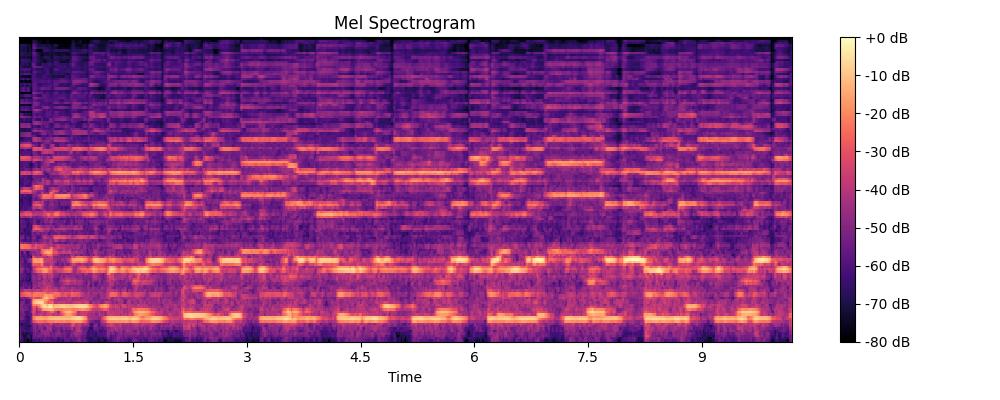 Mel Spectrogram
+0 dB
-10 dB
-20 dB
-30 dB
-40 dB
-50 dB
-60 dB
-70 dB
-80 dB
0 1.5 3 4.5 6 7.5 9
Time